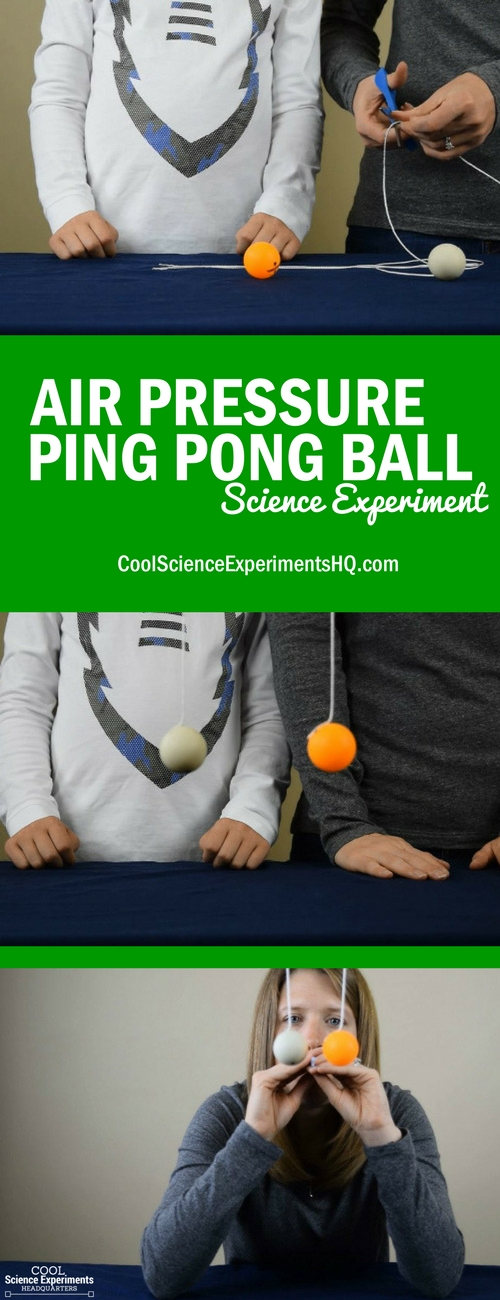 AIR PRESSURE
PING PONG BALL
Science Experiment
CoolScienceExperimentsHQ.com
COOL
Science Experiments
HEADQUARTERS